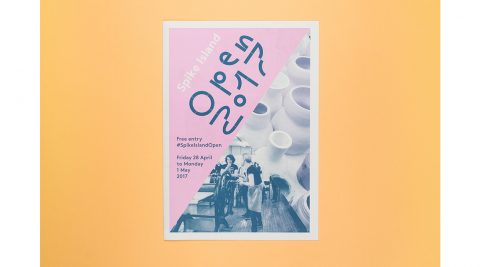 Spike Island
Open
2017
Free entry
#SpikeIslandOpen
Friday 28 April
to Monday
1 May
2017